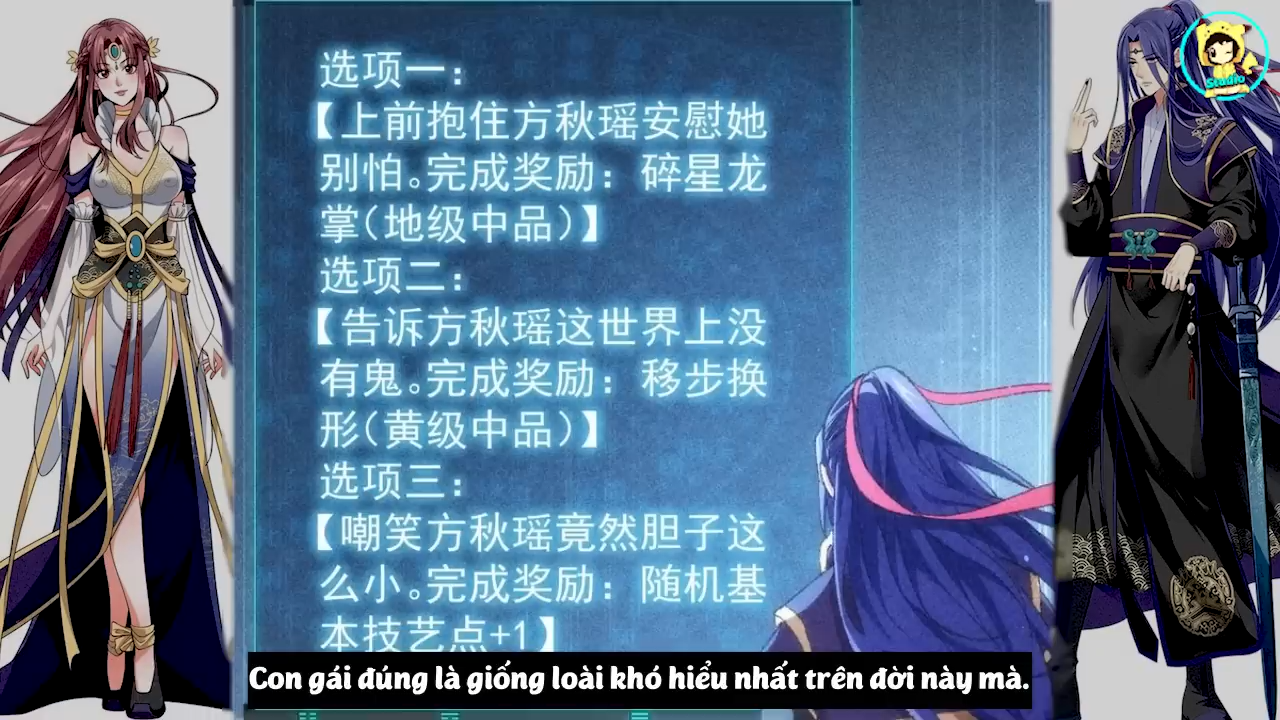 Studio
选项一：
【上前抱住方秋瑶安慰她
别怕。完成奖励：碎星龙
掌(地级中品)】
选项二：
【告诉方秋瑶这世界上没
有鬼。完成奖励：移步换
形(黄级中品)】
选项三：
【嘲笑方秋瑶竟然胆子这
么小。完成奖励：随机基
本技艺点+1】
Con gái đúng là giống loài khó hiểu nhất trên đời này mà.